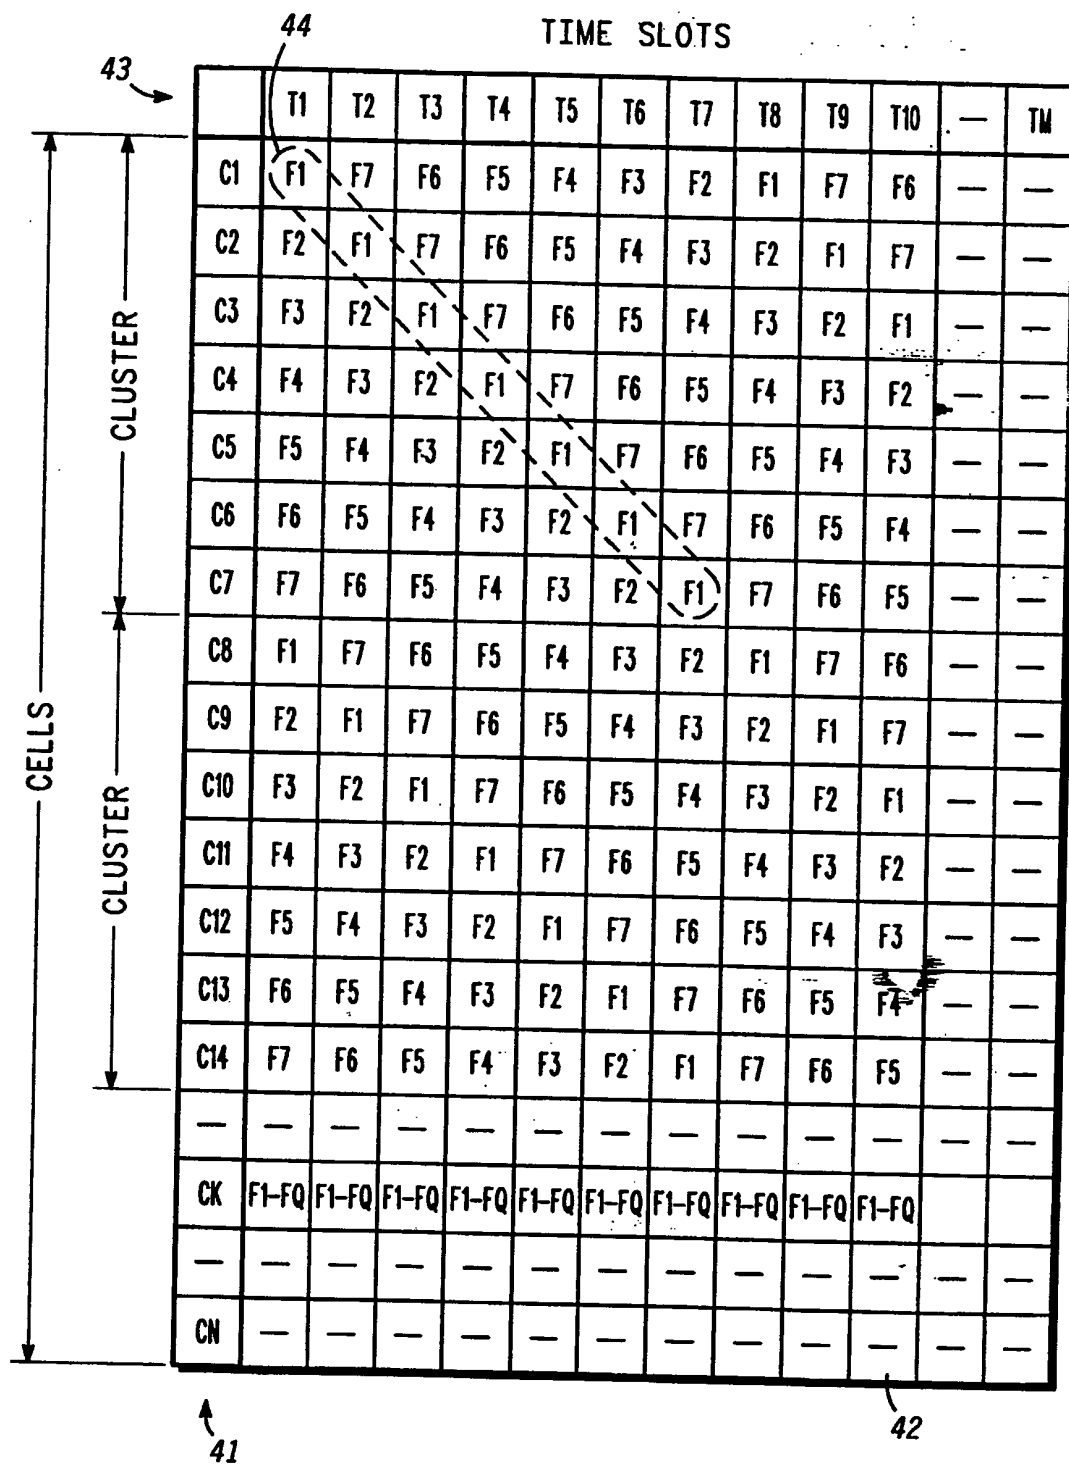 TIME SLOTS
44
43
T1 T2 T3 T4 T5 T6 T7 T8 T9 T10 — TM
C1 F1 F7 F6 F5 F4 F3 F2 F1 F7 F6 — —
C2 F2 F1 F7 F6 F5 F4 F3 F2 F1 F7 — —
C3 F3 F2 F1 F7 F6 F5 F4 F3 F2 F1 — —
C4 F4 F3 F2 F1 F7 F6 F5 F4 F3 F2 — —
C5 F5 F4 F3 F2 F1 F7 F6 F5 F4 F3 — —
C6 F6 F5 F4 F3 F2 F1 F7 F6 F5 F4 — —
C7 F7 F6 F5 F4 F3 F2 F1 F7 F6 F5 — —
CLUSTER
C8 F1 F7 F6 F5 F4 F3 F2 F1 F7 F6 — —
C9 F2 F1 F7 F6 F5 F4 F3 F2 F1 F7 — —
C10 F3 F2 F1 F7 F6 F5 F4 F3 F2 F1 — —
C11 F4 F3 F2 F1 F7 F6 F5 F4 F3 F2 — —
C12 F5 F4 F3 F2 F1 F7 F6 F5 F4 F3 — —
C13 F6 F5 F4 F3 F2 F1 F7 F6 F5 F4 — —
C14 F7 F6 F5 F4 F3 F2 F1 F7 F6 F5 — —
CLUSTER
— — — — — — — — — — — — —
CK F1–FQ F1–FQ F1–FQ F1–FQ F1–FQ F1–FQ F1–FQ F1–FQ F1–FQ F1–FQ
— — — — — — — — — — — — —
CN — — — — — — — — — — — —
CELLS
41
42